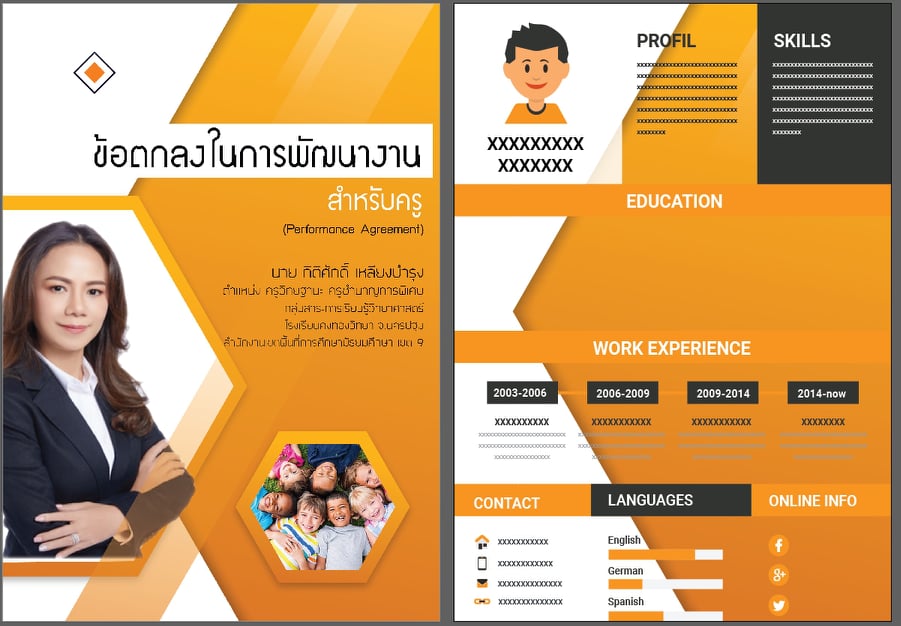 ข้อตกลงในการพัฒนางาน
สำหรับครู
(Performance Agreement)
นาย กิติศักดิ์ เหลียงบำรุง
ตำแหน่ง ครูวิทยฐานะ ครูชำนาญการพิเศษ
กลุ่มสาระการเรียนรู้วิทยาศาสตร์
โรงเรียนคงทองวิทยา จ.นครปฐม
สำนักงานเขตพื้นที่การศึกษามัธยมศึกษา เขต 9
XXXXXXXXX
XXXXXXX
PROFIL
SKILLS
EDUCATION
WORK EXPERIENCE
2003-2006
2006-2009
2009-2014
2014-now
XXXXXXXXXX
XXXXXXXXXXX
XXXXXXXXXXX
XXXXXXXX
CONTACT
XXXXXXXXXXX
XXXXXXXXXXXX
XXXXXXXXXXXXXX
XXXXXXXXXXXXXX
LANGUAGES
English
German
Spanish
ONLINE INFO